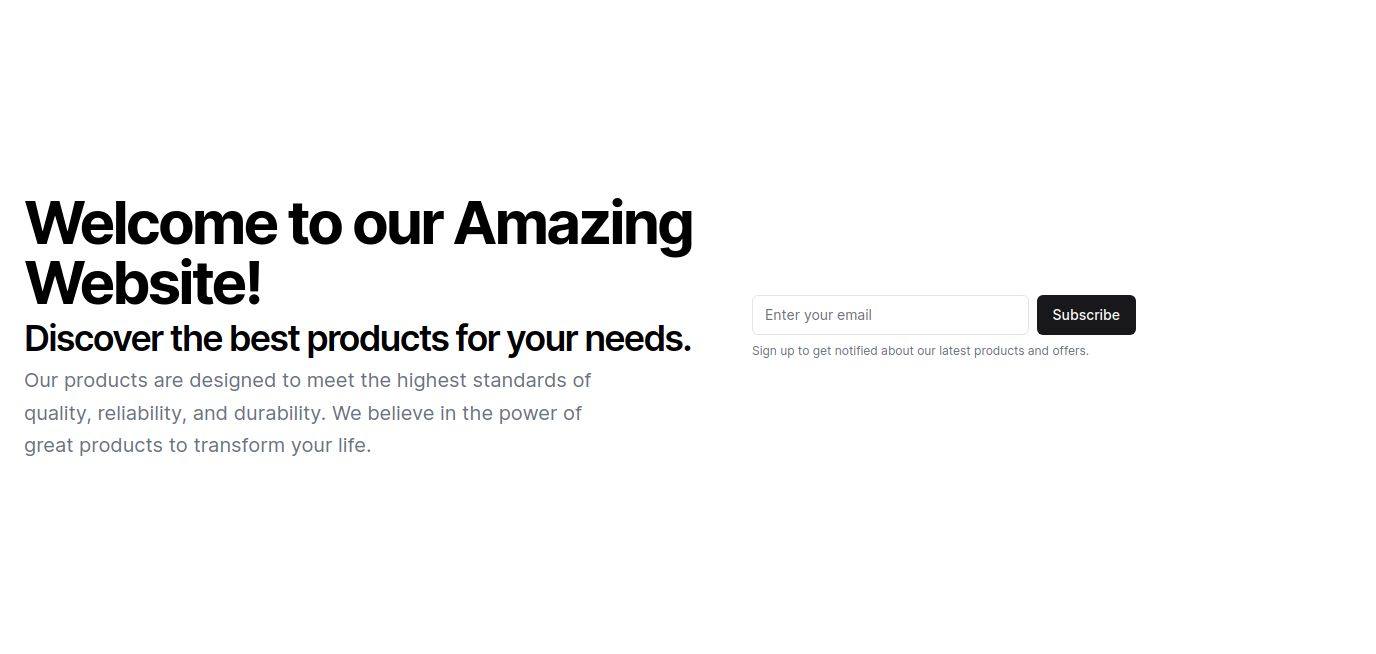 Welcome to our Amazing
Website!
Discover the best products for your needs.
Our products are designed to meet the highest standards of
quality, reliability, and durability. We believe in the power of
great products to transform your life.
Enter your email
Subscribe
Sign up to get notified about our latest products and offers.